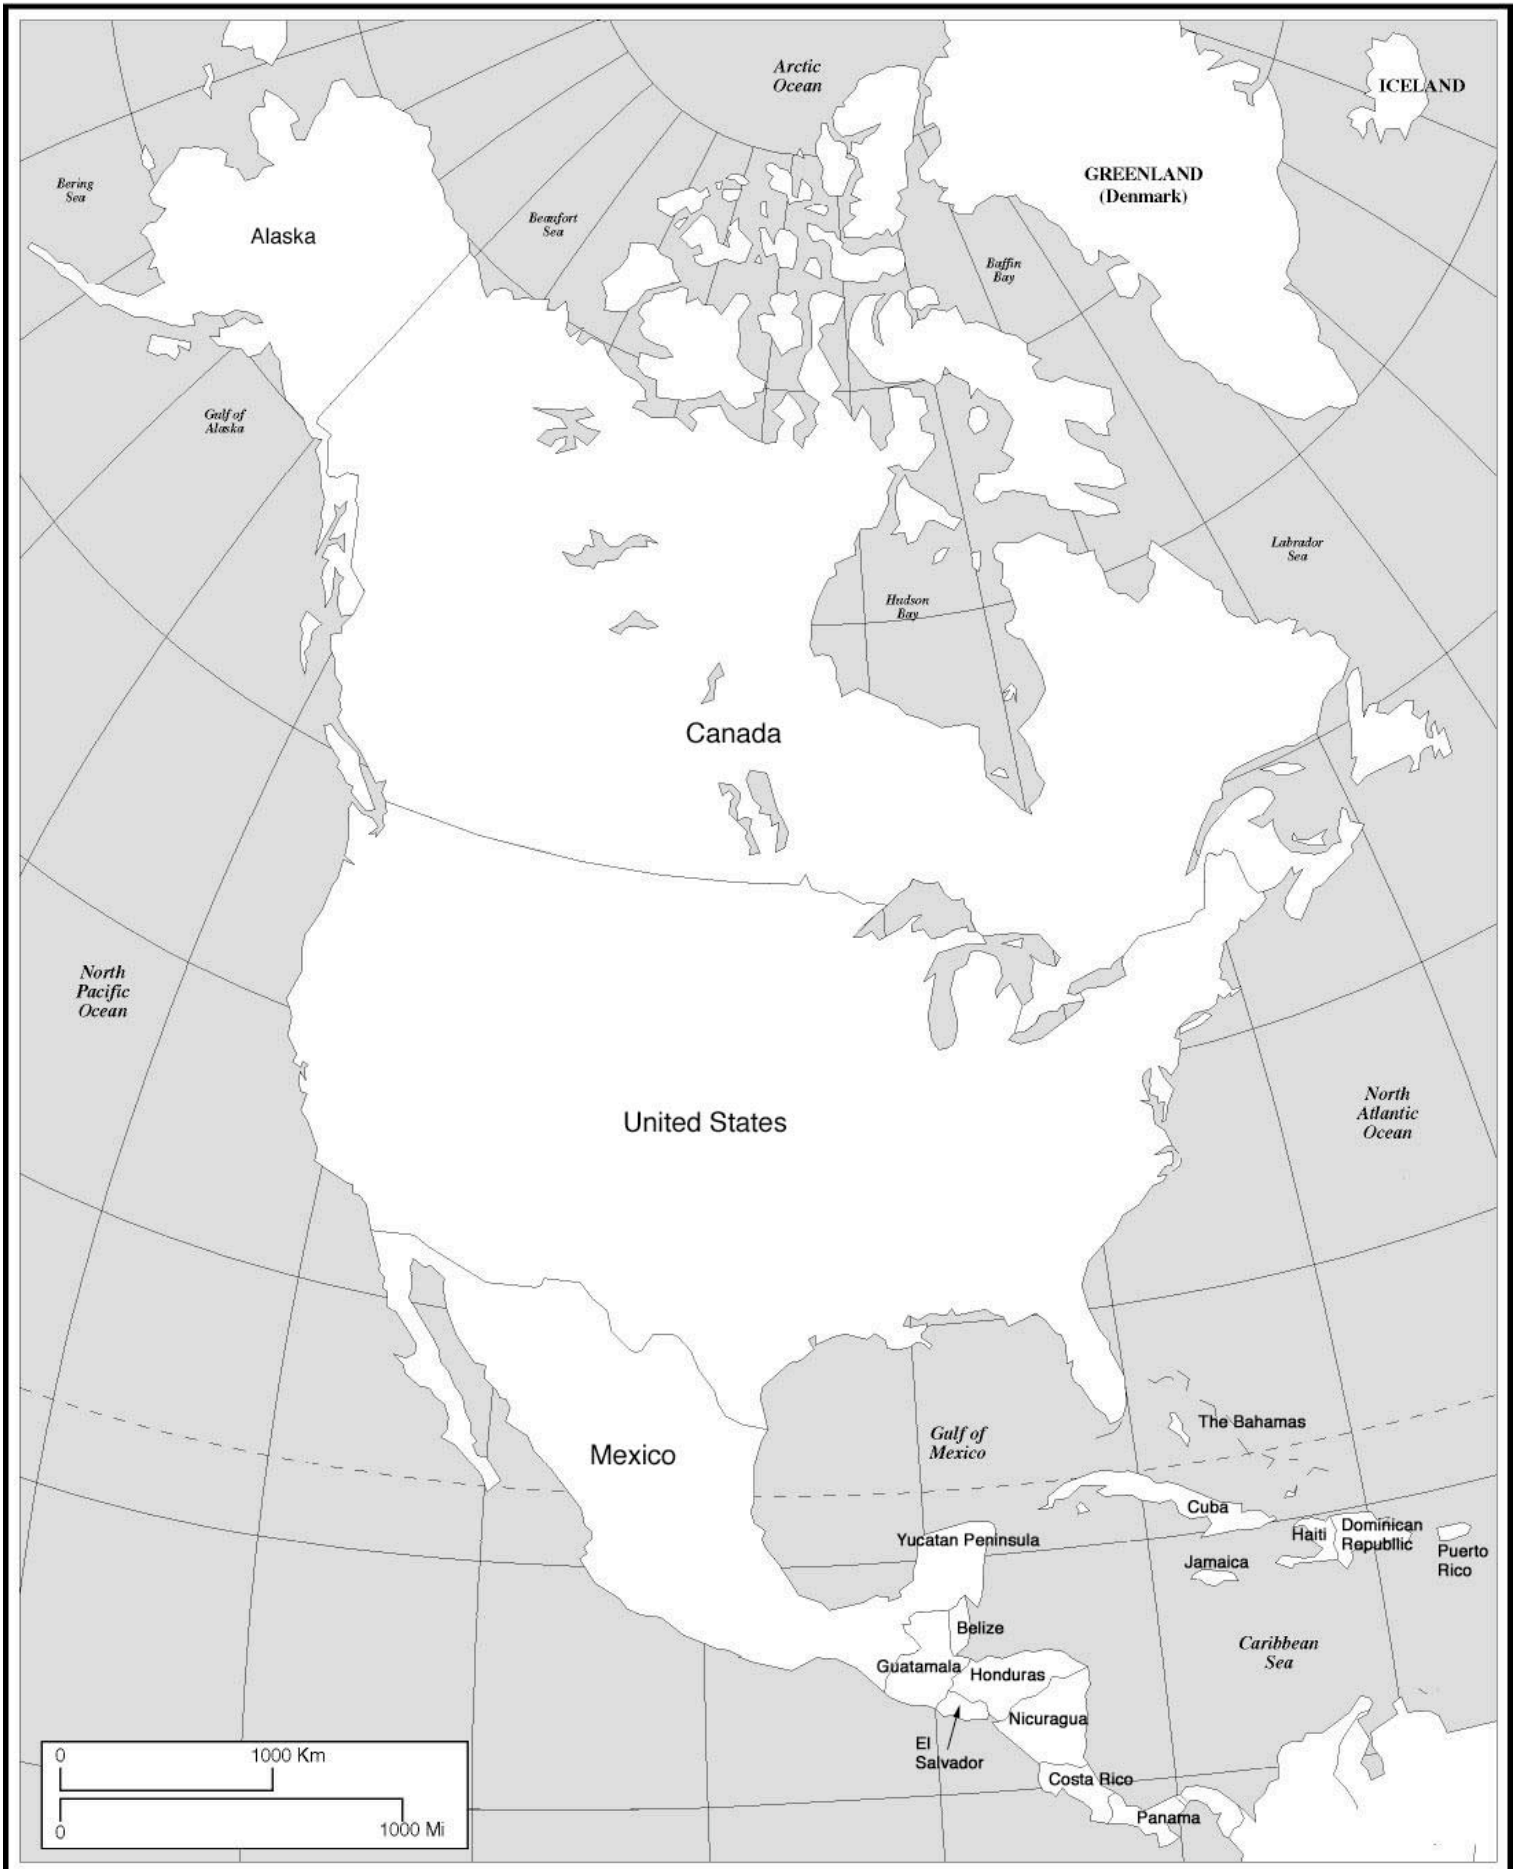 Arctic
Ocean
ICELAND
GREENLAND
(Denmark)
Bering
Sea
Beaufort
Sea
Alaska
Baffin
Bay
Gulf of
Alaska
Labrador
Sea
Hudson
Bay
Canada
North
Pacific
Ocean
United States
North
Atlantic
Ocean
The Bahamas
Gulf of
Mexico
Mexico
Cuba
Haiti
Dominican
Republlic
Yucatan Peninsula
Jamaica
Puerto
Rico
Belize
Caribbean
Sea
Guatamala
Honduras
Nicuragua
El
Salvador
Costa Rico
Panama
0
1000 Km
0
1000 Mi